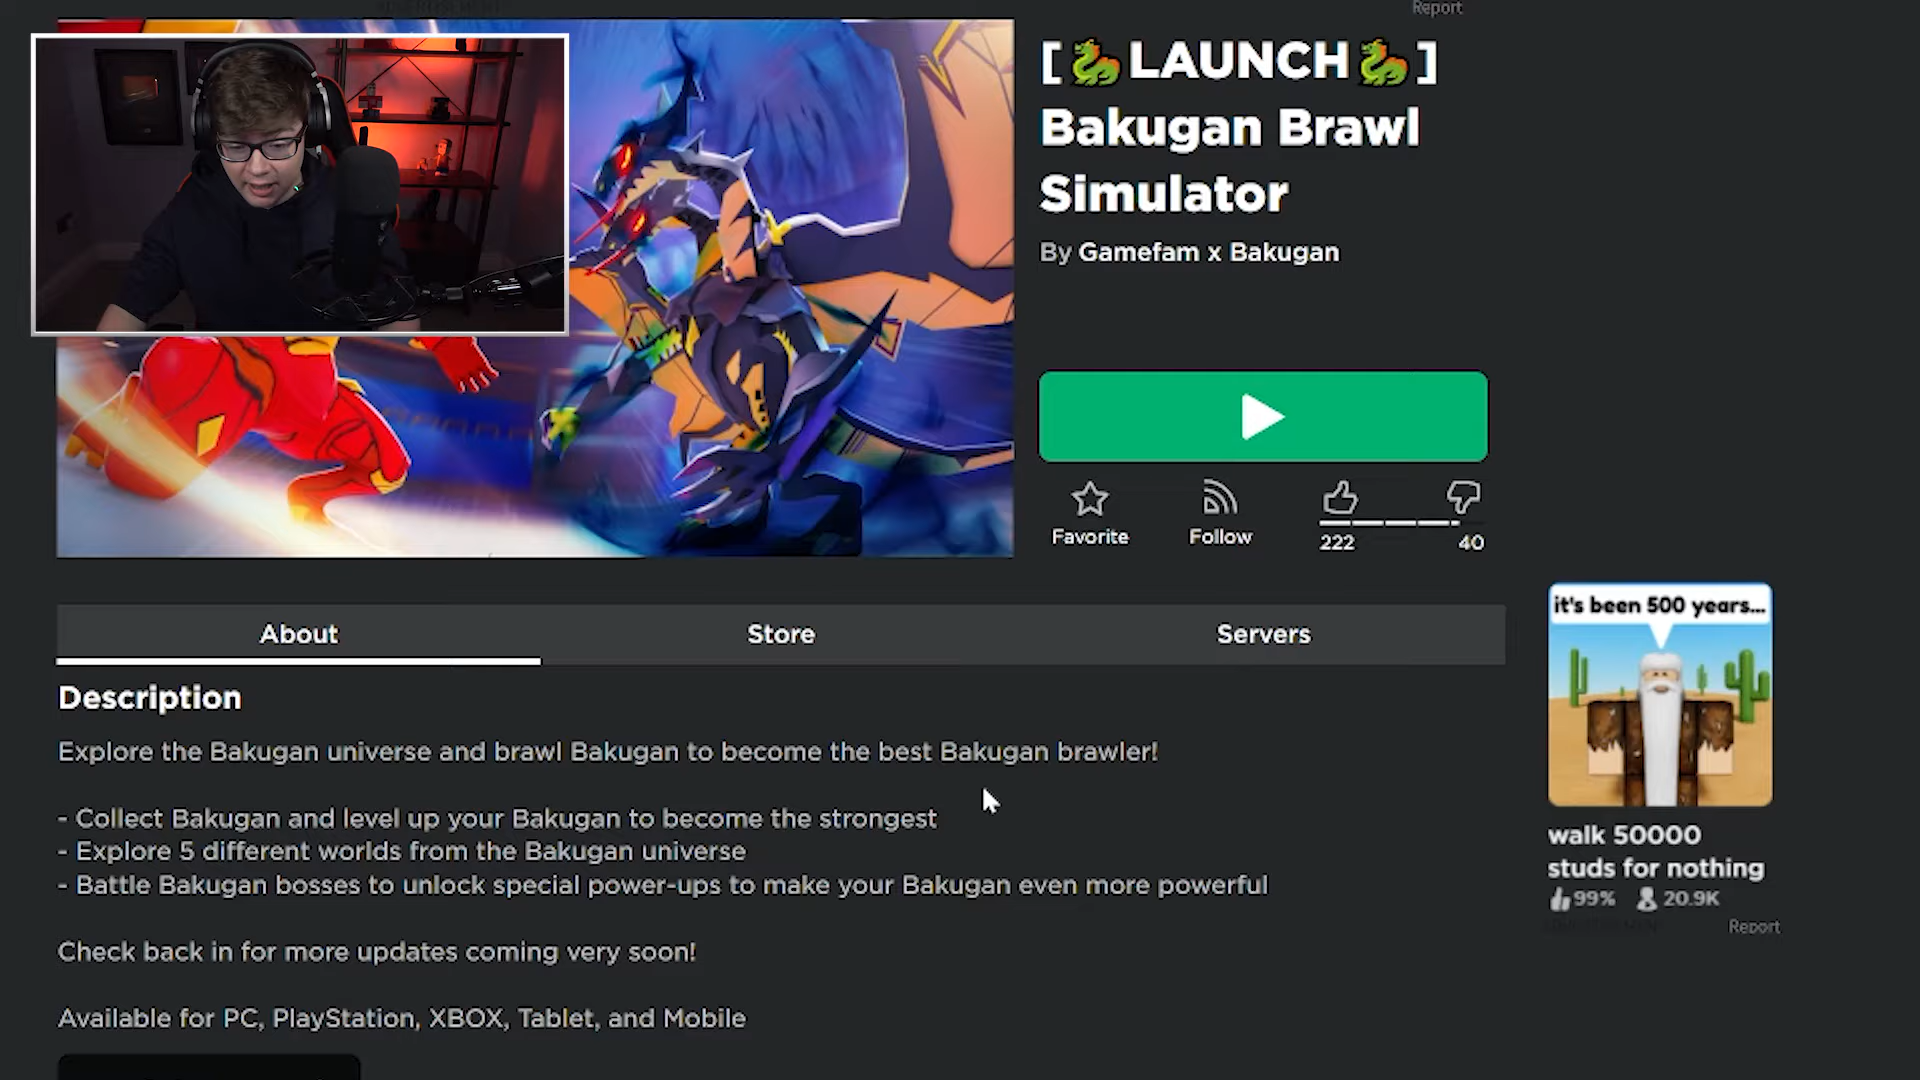 Report
[🐉LAUNCH🐉]
Bakugan Brawl
Simulator
By Gamefam x Bakugan
Favorite
Follow
222
40
About
Store
Servers
Description
Explore the Bakugan universe and brawl Bakugan to become the best Bakugan brawler!
- Collect Bakugan and level up your Bakugan to become the strongest
- Explore 5 different worlds from the Bakugan universe
- Battle Bakugan bosses to unlock special power-ups to make your Bakugan even more powerful
Check back in for more updates coming very soon!
Available for PC, PlayStation, XBOX, Tablet, and Mobile
it's been 500 years...
walk 50000
studs for nothing
99% 20.9K
Report